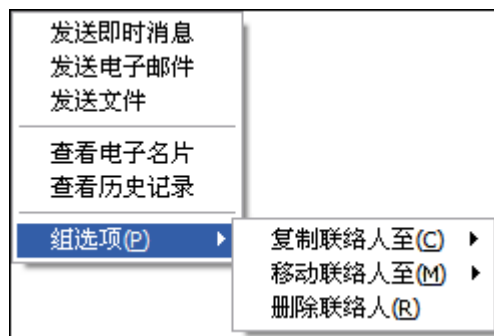 发送即时消息
发送电子邮件
发送文件
查看电子名片
查看历史记录
组选项(P)
复制联络人至(C)
移动联络人至(M)
删除联络人(R)